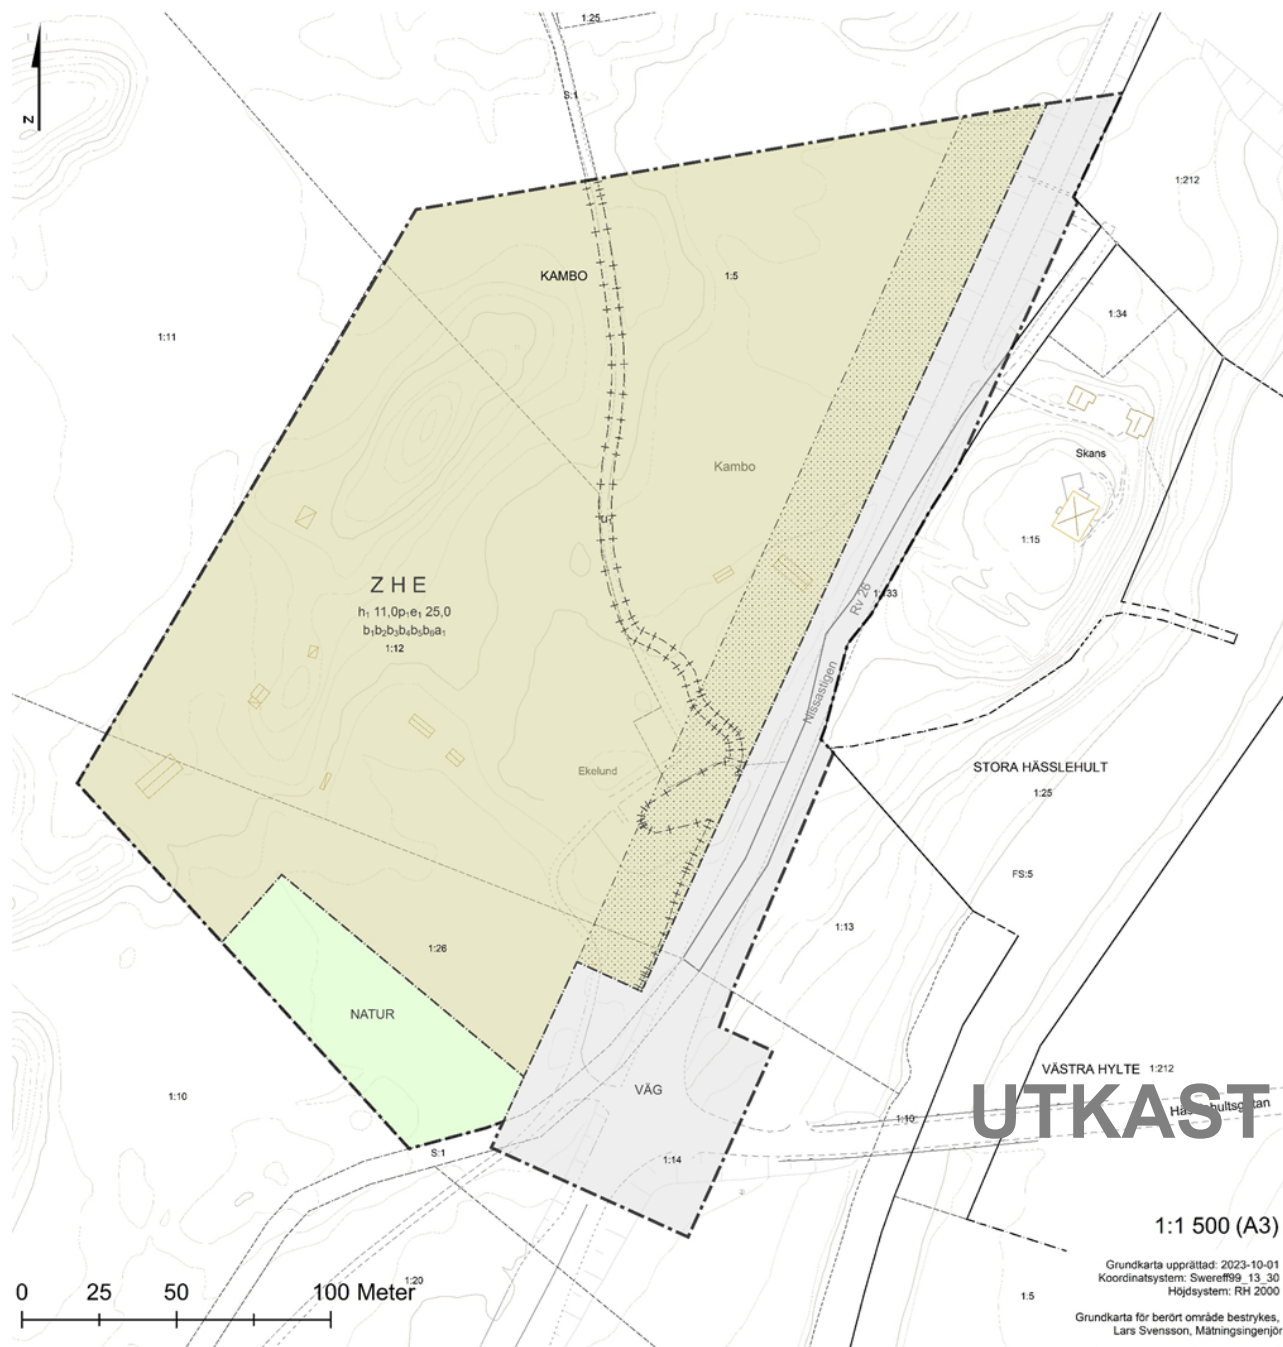 1:25
S:1
N
1:212
KAMBO
1:5
1:34
1:11
Kambo
Skans
1:15
Z H E
h₁ 11,0p₁e₁ 25,0
b₁b₂b₃b₄b₅b₆a₁
1:12
u₁
Rv 26
1:133
Nissastigen
Ekelund
STORA HÄSSLEHULT
1:25
FS:5
1:13
1:26
NATUR
VÄG
VÄSTRA HYLTE 1:212
UTKAST
1:10
1:10
S:1
1:14
1:1 500 (A3)
Grundkarta upprättad: 2023-10-01
Koordinatsystem: Sweref99_13_30
Höjdsystem: RH 2000
0 25 50 100 Meter
1:20
1:5
Grundkarta för berört område bestrykes,
Lars Svensson, Mätningsingenjör